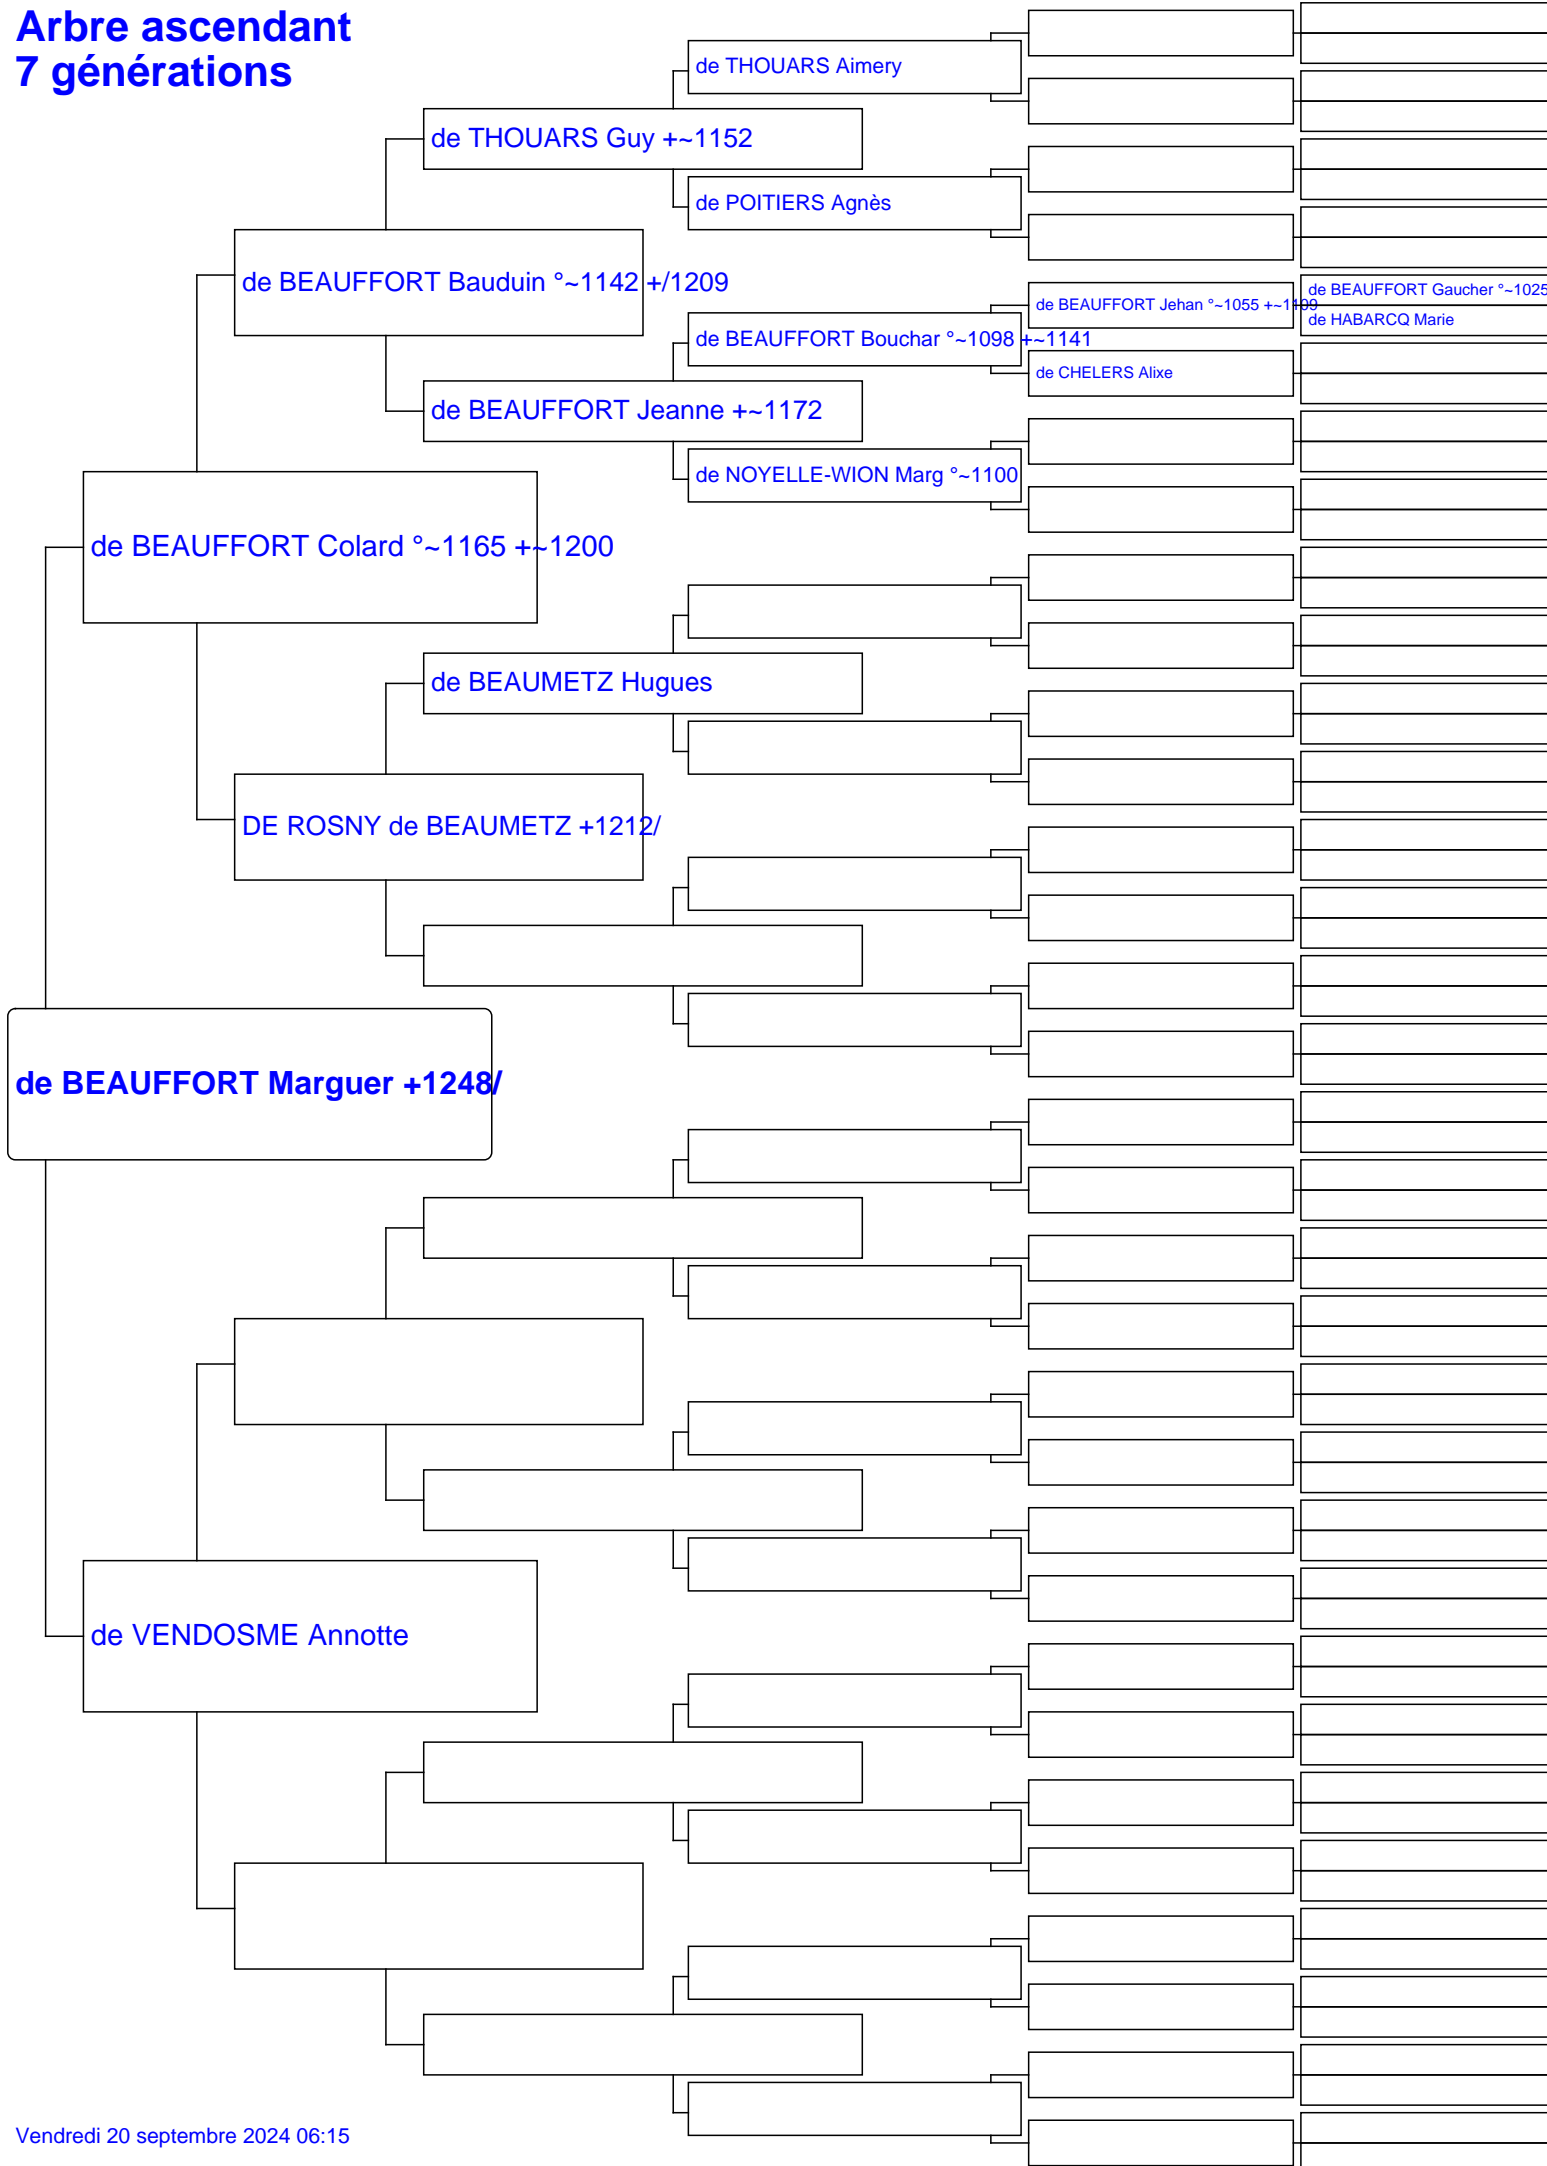 Arbre ascendant
7 générations
de THOUARS Aimery
de THOUARS Guy +~1152
de POITIERS Agnès
de BEAUFFORT Bauduin °~1142 +/1209
de BEAUFFORT Gaucher °~1025
de BEAUFFORT Jehan °~1055 +~1109
de HABARCQ Marie
de BEAUFFORT Bouchar °~1098 +~1141
de CHELERS Alixe
de BEAUFFORT Jeanne +~1172
de NOYELLE-WION Marg °~1100
de BEAUFFORT Colard °~1165 +~1200
de BEAUMETZ Hugues
DE ROSNY de BEAUMETZ +1212/
de BEAUFFORT Marguer +1248/
de VENDOSME Annotte
Vendredi 20 septembre 2024 06:15